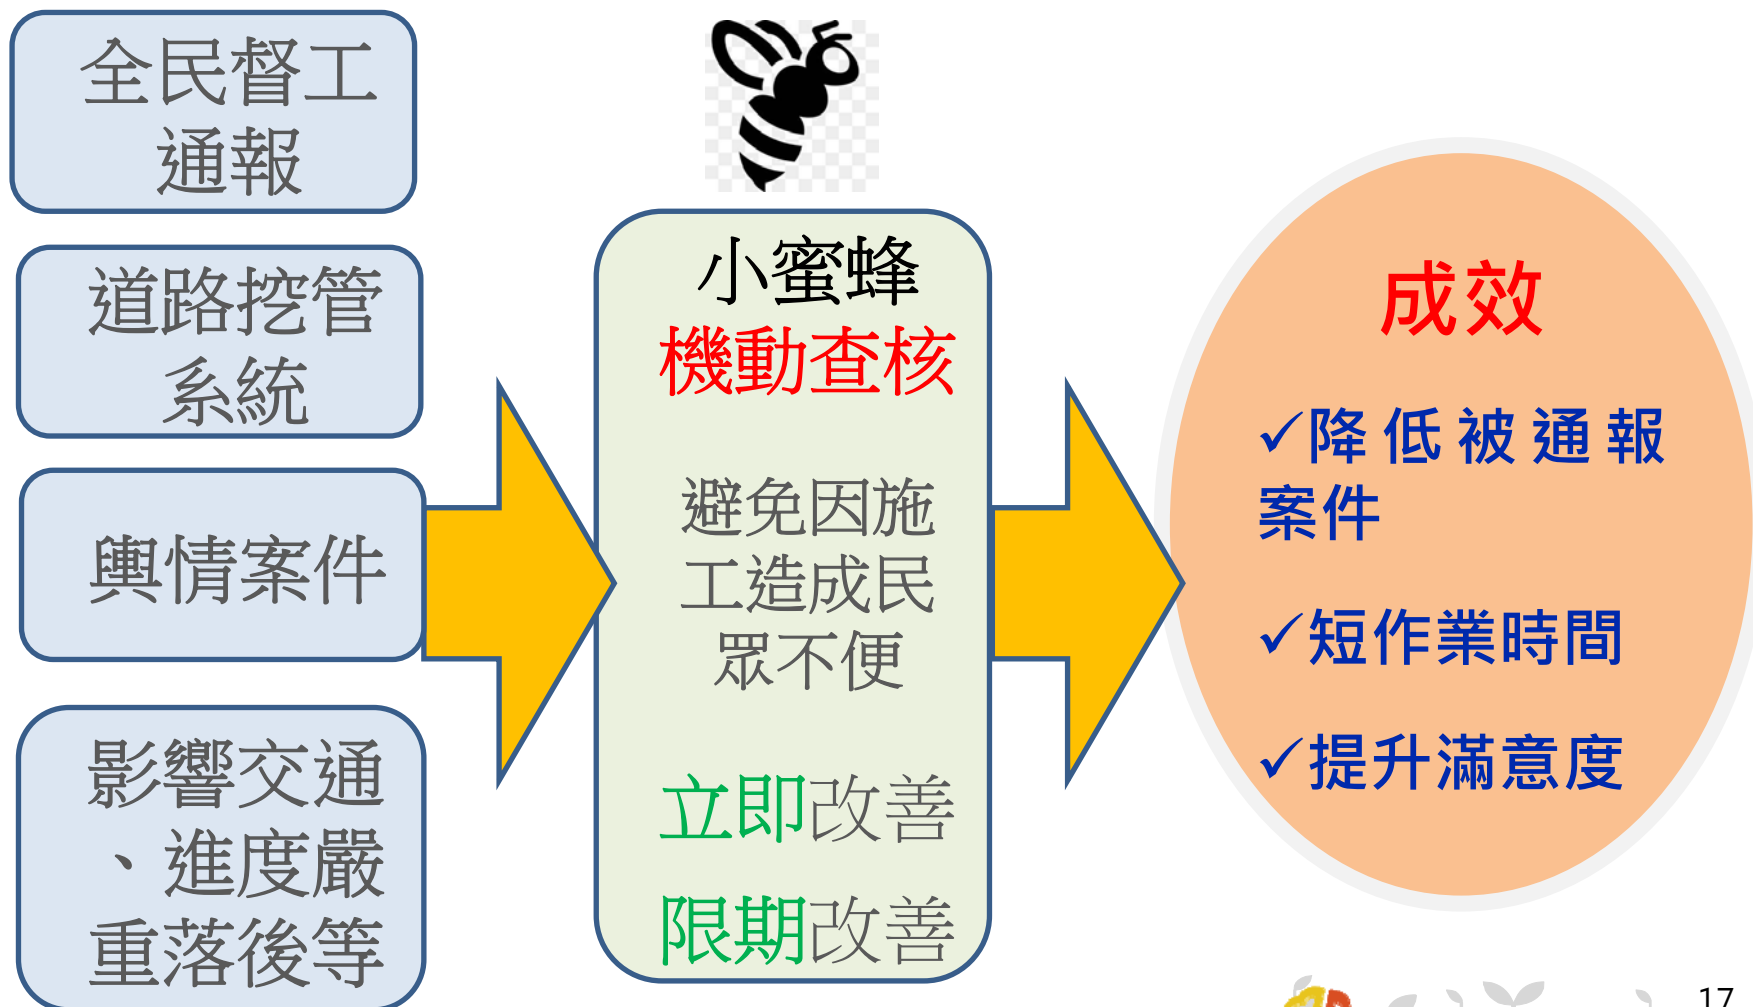 全民督工
通報
道路挖管
系統
輿情案件
影響交通
、進度嚴
重落後等
小蜜蜂
機動查核
避免因施
工造成民
眾不便
立即改善
限期改善
成效
✓降低被通報
案件
✓短作業時間
✓提升滿意度
17